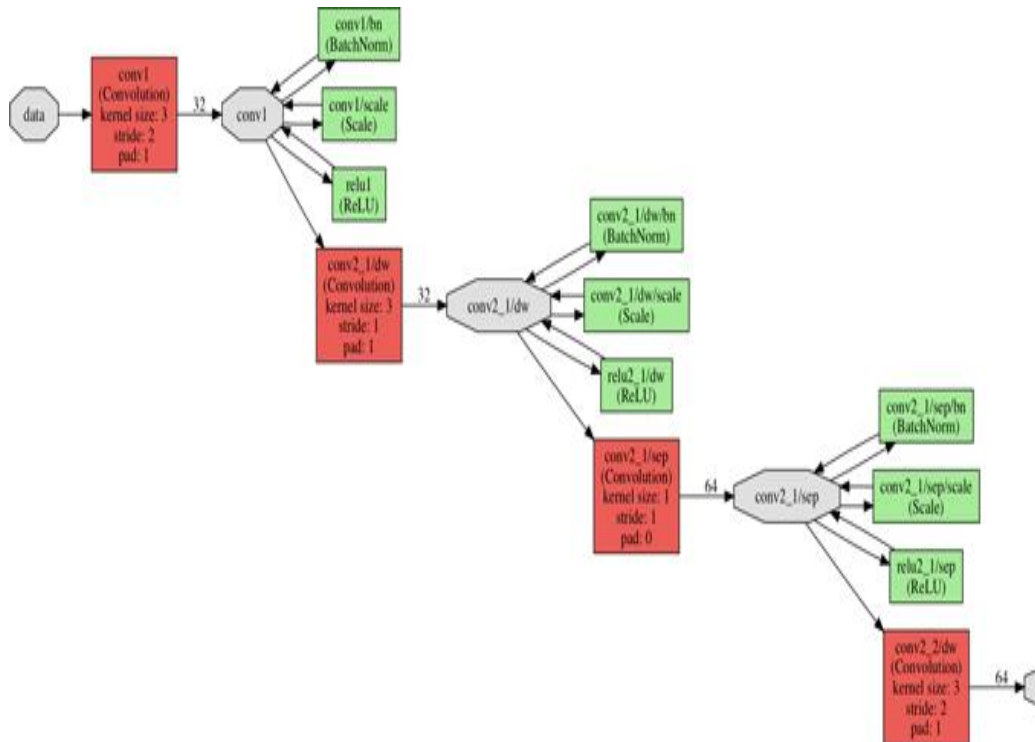 data
conv1
(Convolution)
kernel size: 3
stride: 2
pad: 1
32
conv1
conv1/bn
(BatchNorm)
conv1/scale
(Scale)
relu1
(ReLU)
conv2_1/dw
(Convolution)
kernel size: 3
stride: 1
pad: 1
32
conv2_1/dw
conv2_1/dw/bn
(BatchNorm)
conv2_1/dw/scale
(Scale)
relu2_1/dw
(ReLU)
conv2_1/sep
(Convolution)
kernel size: 1
stride: 1
pad: 0
64
conv2_1/sep
conv2_1/sep/bn
(BatchNorm)
conv2_1/sep/scale
(Scale)
relu2_1/sep
(ReLU)
conv2_2/dw
(Convolution)
kernel size: 3
stride: 2
pad: 1
64